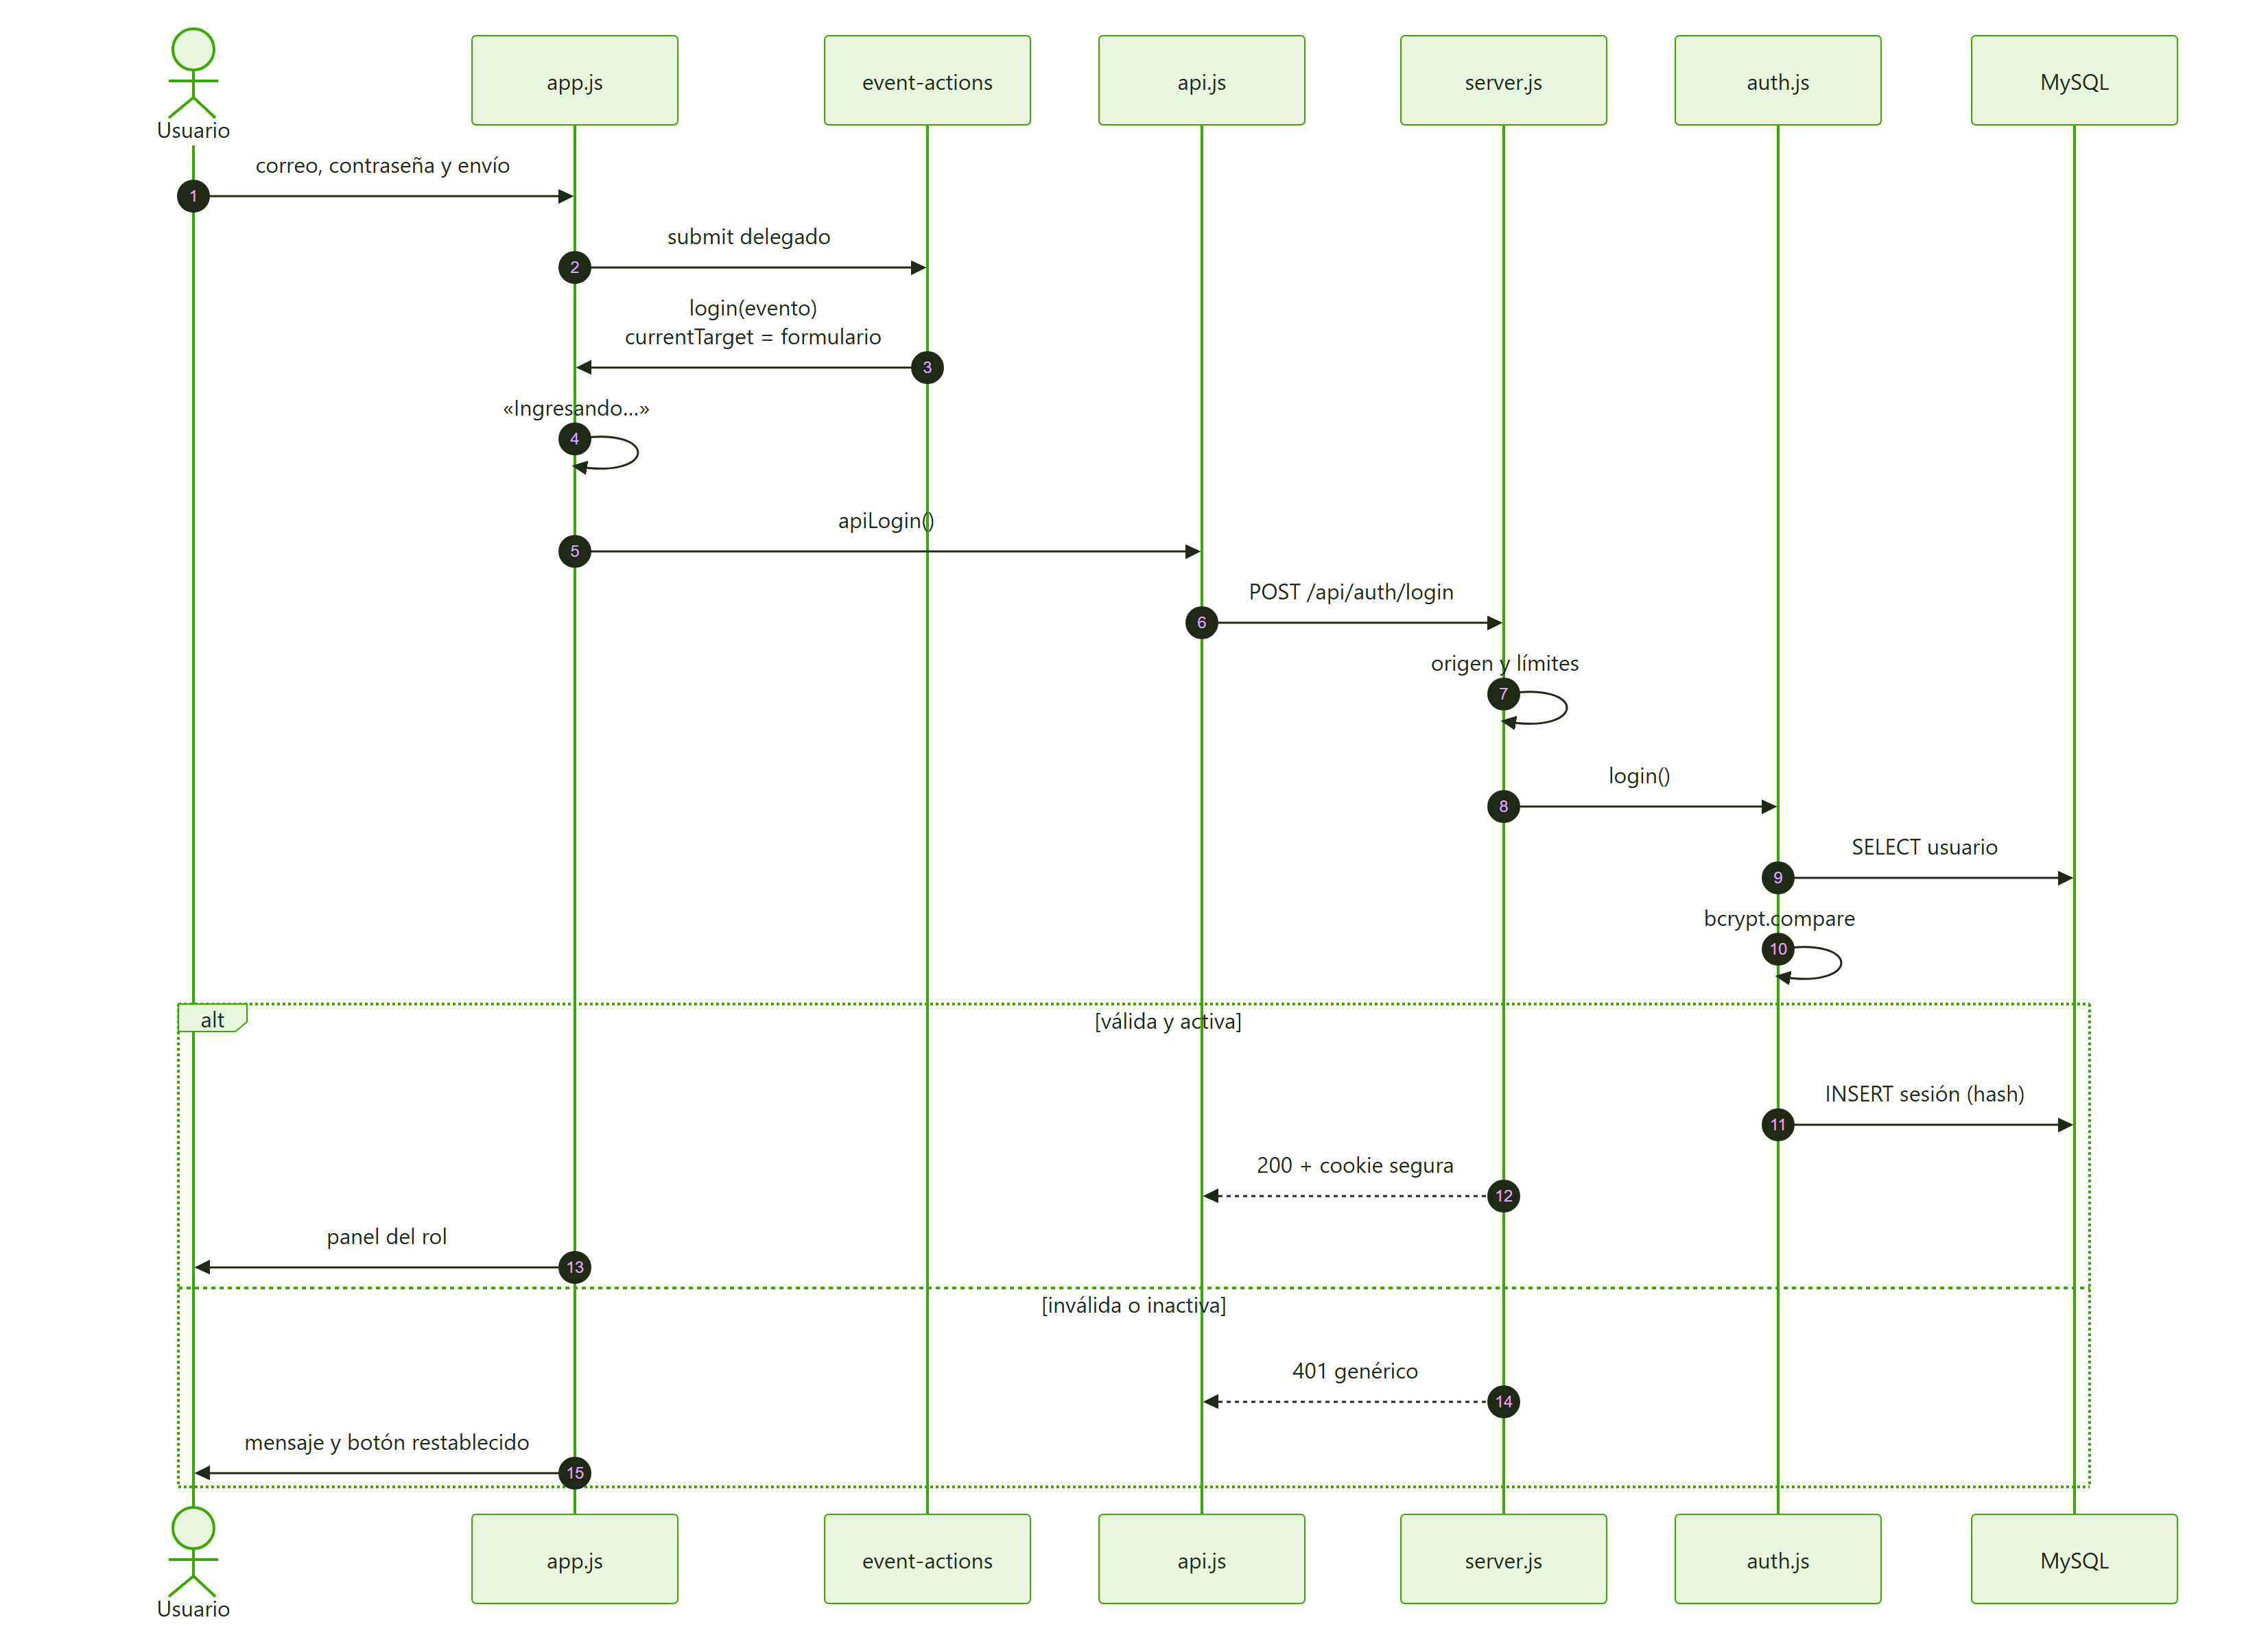 Usuario
app.js
event-actions
api.js
server.js
auth.js
MySQL
correo, contraseña y envío
1
submit delegado
2
login(evento)
currentTarget = formulario
3
«Ingresando...»
4
apiLogin()
5
POST /api/auth/login
6
origen y límites
7
login()
8
SELECT usuario
9
bcrypt.compare
10
alt
[válida y activa]
INSERT sesión (hash)
11
200 + cookie segura
12
panel del rol
13
[inválida o inactiva]
401 genérico
14
mensaje y botón restablecido
15
Usuario
app.js
event-actions
api.js
server.js
auth.js
MySQL